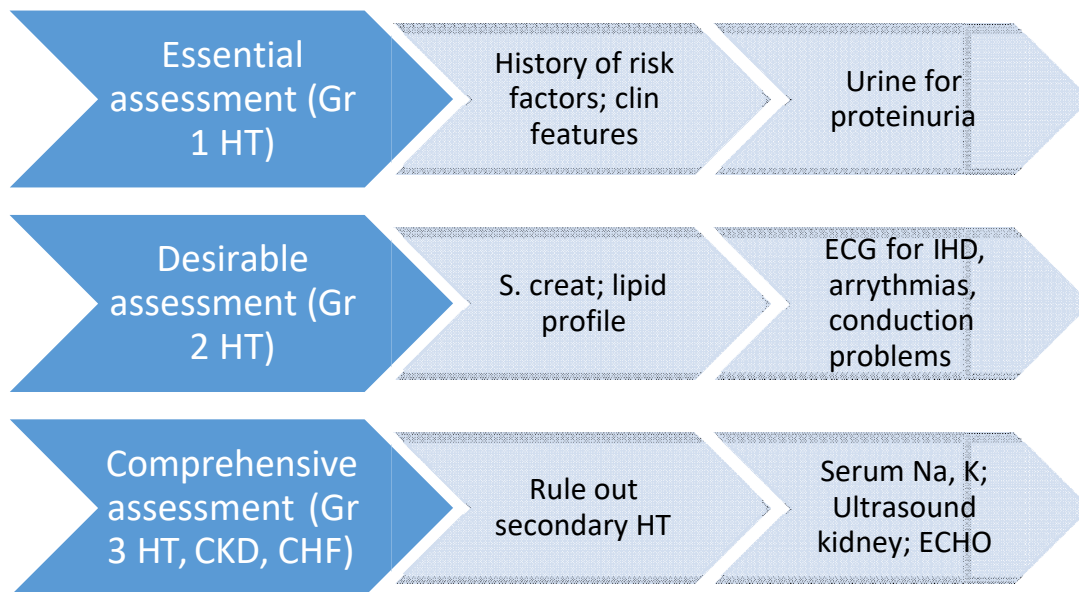 Essential
assessment (Gr
1 HT)
History of risk
factors; clin
features
Urine for
proteinuria
Desirable
assessment (Gr
2 HT)
S. creat; lipid
profile
ECG for IHD,
arrythmias,
conduction
problems
Comprehensive
assessment (Gr
3 HT, CKD, CHF)
Rule out
secondary HT
Serum Na, K;
Ultrasound
kidney; ECHO